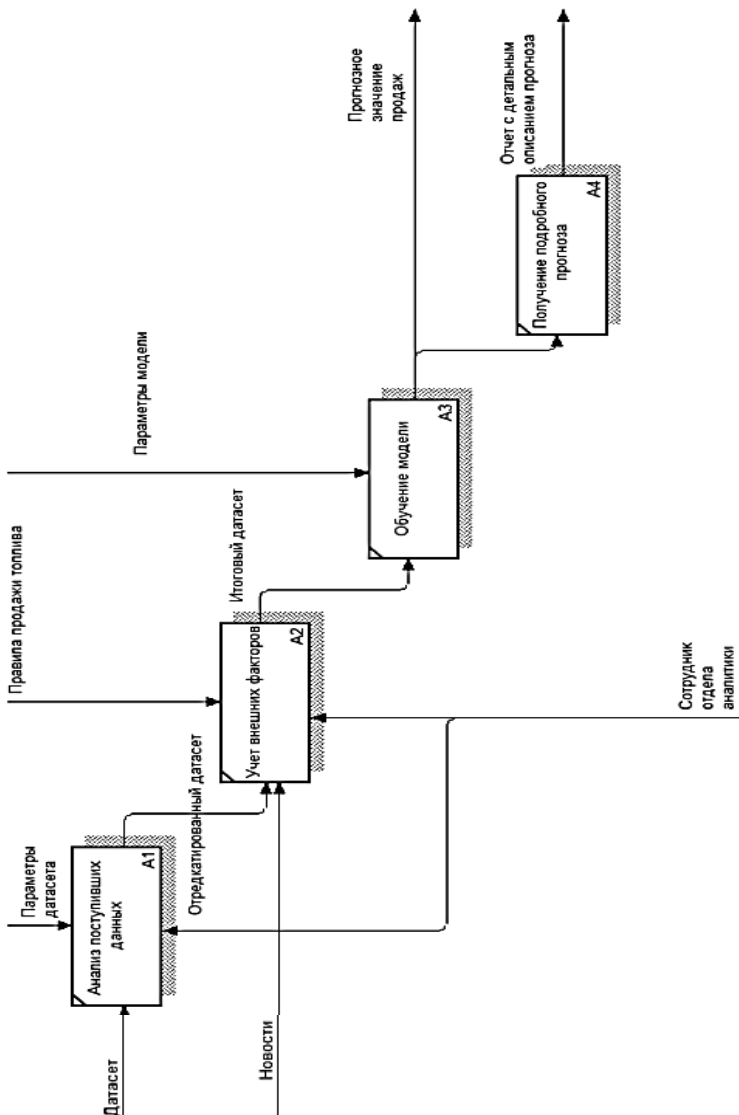 Датасет
Новости
Параметры
датасета
Анализ поступивших
данных
A1
Отредкатированный датасет
Правила продажи топлива
Учет внешних факторов
A2
Итоговый датасет
Параметры модели
Обучение модели
A3
Прогнозное
значение
продаж
Получение подробного
прогноза
A4
Отчет с детальным
описанием прогноза
Сотрудник
отдела
аналитики